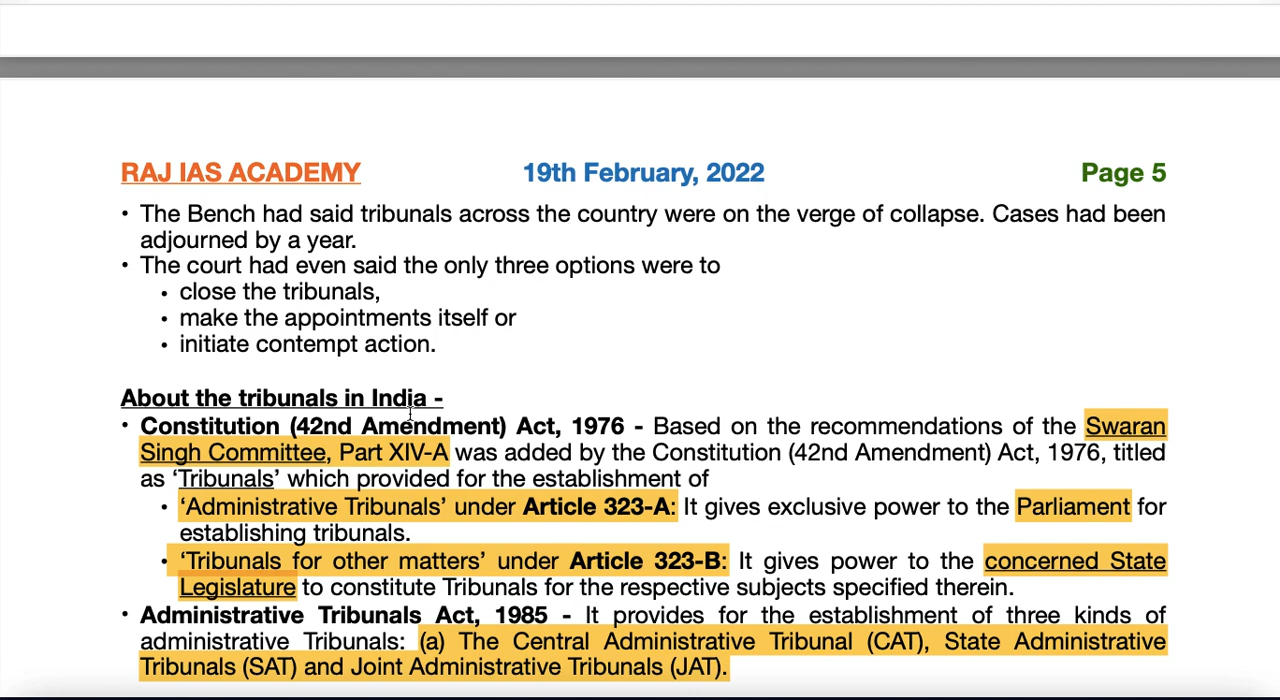 RAJ IAS ACADEMY 19th February, 2022 Page 5
• The Bench had said tribunals across the country were on the verge of collapse. Cases had been
adjourned by a year.
• The court had even said the only three options were to
• close the tribunals,
• make the appointments itself or
• initiate contempt action.
About the tribunals in India -
• Constitution (42nd Amendment) Act, 1976 - Based on the recommendations of the Swaran
Singh Committee, Part XIV-A was added by the Constitution (42nd Amendment) Act, 1976, titled
as ‘Tribunals’ which provided for the establishment of
• ‘Administrative Tribunals’ under Article 323-A: It gives exclusive power to the Parliament for
establishing tribunals.
• ‘Tribunals for other matters’ under Article 323-B: It gives power to the concerned State
Legislature to constitute Tribunals for the respective subjects specified therein.
• Administrative Tribunals Act, 1985 - It provides for the establishment of three kinds of
administrative Tribunals: (a) The Central Administrative Tribunal (CAT), State Administrative
Tribunals (SAT) and Joint Administrative Tribunals (JAT).